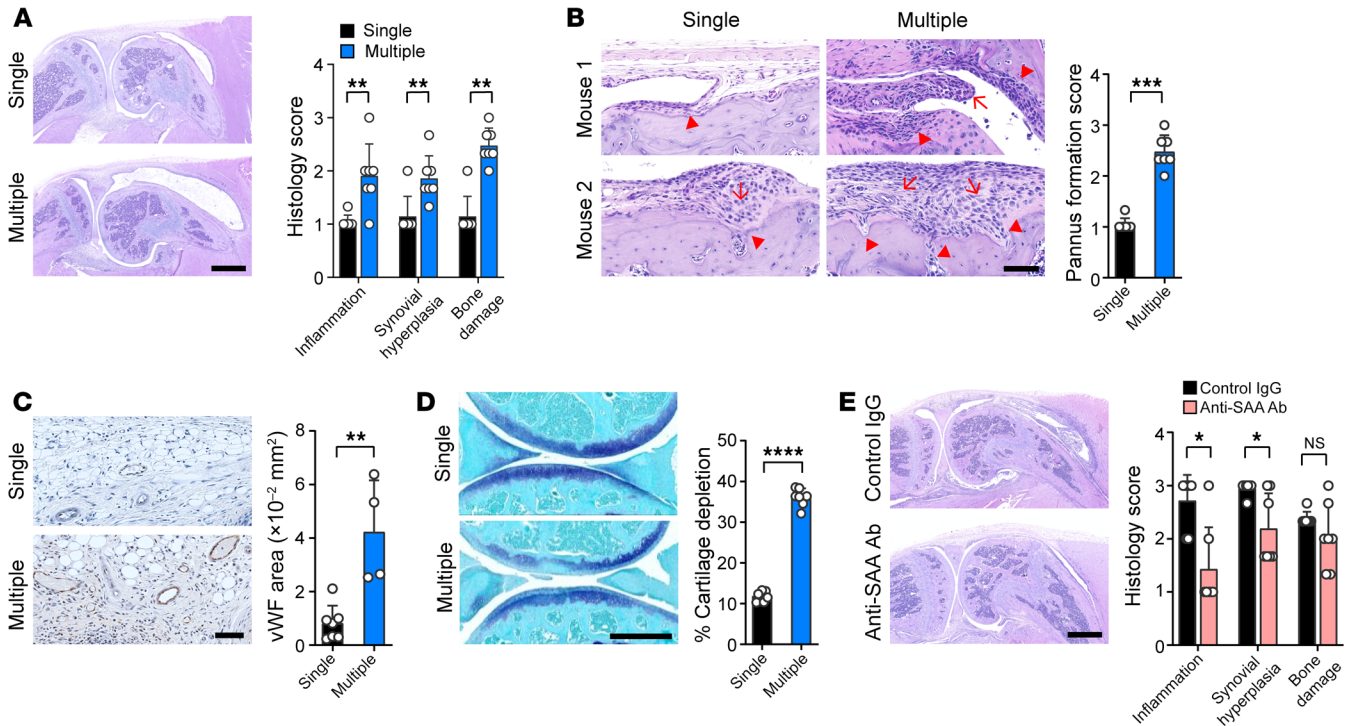 A
Single
Multiple
Single
Multiple
Histology score
4
3
2
1
0
**
**
**
Inflammation
Synovial
hyperplasia
Bone
damage
B
Single
Multiple
Mouse 1
Mouse 2
Pannus formation score
4
3
2
1
0
***
Single
Multiple
C
Single
Multiple
vWF area (×10⁻² mm²)
8
6
4
2
0
**
Single
Multiple
D
Single
Multiple
% Cartilage depletion
50
40
30
20
10
0
****
Single
Multiple
E
Control IgG
Anti-SAA Ab
Control IgG
Anti-SAA Ab
Histology score
4
3
2
1
0
*
*
NS
Inflammation
Synovial
hyperplasia
Bone
damage